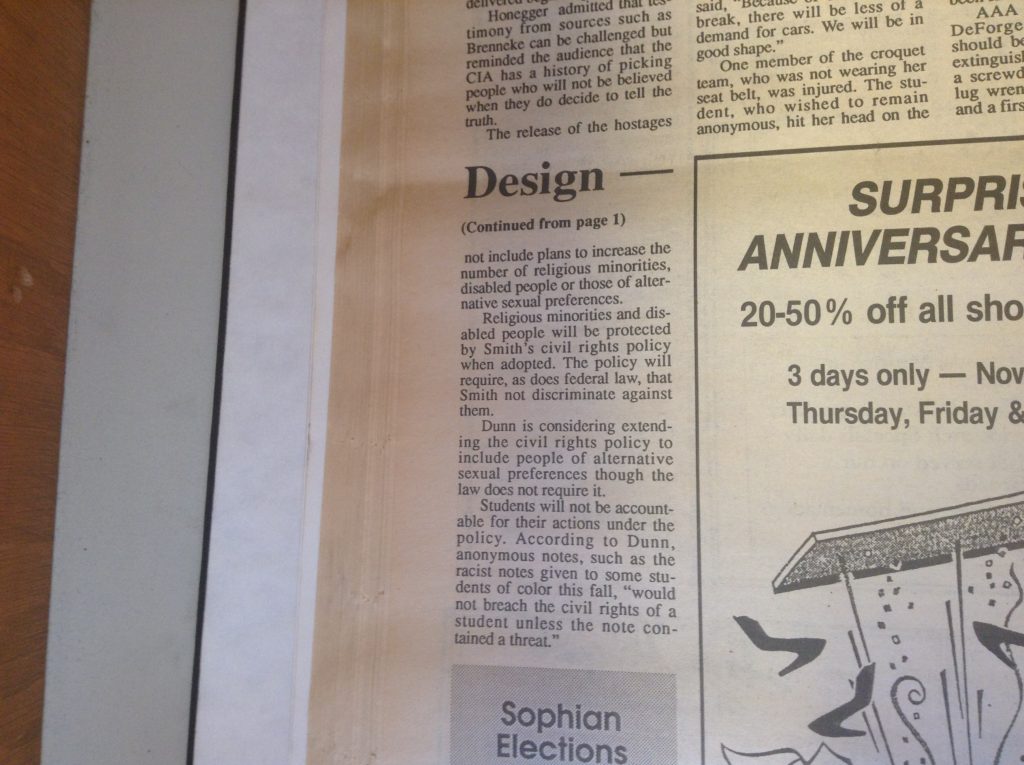 Honegger admitted that tes-
timony from sources such as
Brenneke can be challenged but
reminded the audience that the
CIA has a history of picking
people who will not be believed
when they do decide to tell the
truth.
The release of the hostages
Design —
(Continued from page 1)
not include plans to increase the
number of religious minorities,
disabled people or those of alter-
native sexual preferences.
Religious minorities and dis-
abled people will be protected
by Smith's civil rights policy
when adopted. The policy will
require, as does federal law, that
Smith not discriminate against
them.
Dunn is considering extend-
ing the civil rights policy to
include people of alternative
sexual preferences though the
law does not require it.
Students will not be account-
able for their actions under the
policy. According to Dunn,
anonymous notes, such as the
racist notes given to some stu-
dents of color this fall, "would
not breach the civil rights of a
student unless the note con-
tained a threat."
Sophian
Elections
said, "Because of
break, there will be less of a
demand for cars. We will be in
good shape."
One member of the croquet
team, who was not wearing her
seat belt, was injured. The stu-
dent, who wished to remain
anonymous, hit her head on the
AAA
DeForge
should be
extinguish
a screwd
lug wren
and a firs
SURPRIS
ANNIVERSAR
20-50% off all sho
3 days only — Nov
Thursday, Friday &